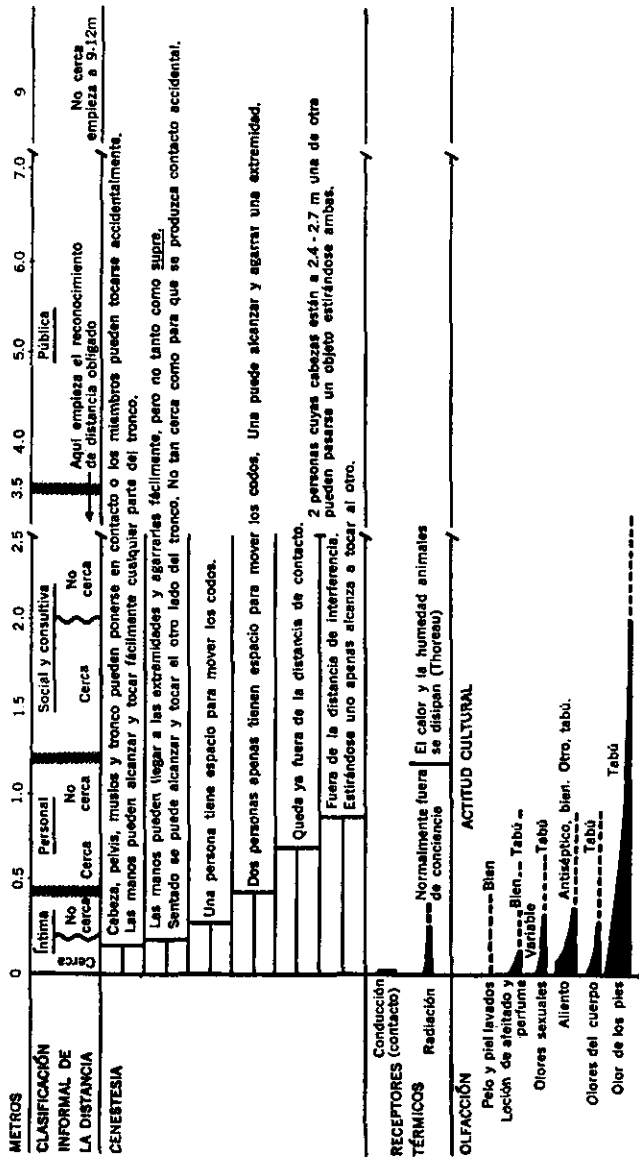 METROS 0 0.5 1.0 1.5 2.0 2.5 3.5 4.0 5.0 6.0 7.0 9
CLASIFICACIÓN INFORMAL DE LA DISTANCIA
Íntima
Cerca
No cerca
Personal
Cerca
No cerca
Social y consultiva
Cerca
No cerca
Pública
Aquí empieza el reconocimiento
de distancia obligado
No cerca
empieza a 9-12m
CENESTESIA
Cabeza, pelvis, muslos y tronco pueden ponerse en contacto o los miembros pueden tocarse accidentalmente.
Las manos pueden alcanzar y tocar fácilmente cualquier parte del tronco.
Las manos pueden llegar a las extremidades y agarrarlas fácilmente, pero no tanto como supra.
Sentado se puede alcanzar y tocar el otro lado del tronco. No tan cerca como para que se produzca contacto accidental.
Una persona tiene espacio para mover los codos.
Dos personas apenas tienen espacio para mover los codos. Una puede alcanzar y agarrar una extremidad.
Queda ya fuera de la distancia de contacto.
Fuera de la distancia de interferencia.
Estirándose uno apenas alcanza a tocar al otro.
2 personas cuyas cabezas están a 2.4 - 2.7 m una de otra
pueden pasarse un objeto estirándose ambas.
RECEPTORES TÉRMICOS
Conducción
(contacto)
Radiación
Normalmente fuera
de conciencia
El calor y la humedad animales
se disipan (Thoreau)
OLFACCIÓN
ACTITUD CULTURAL
Pelo y piel lavados
Bien
Loción de afeitado y
perfume
Bien
Tabú
Variable
Olores sexuales
Tabú
Aliento
Antiséptico, bien. Otro, tabú.
Olores del cuerpo
Tabú
Olor de los pies
Tabú